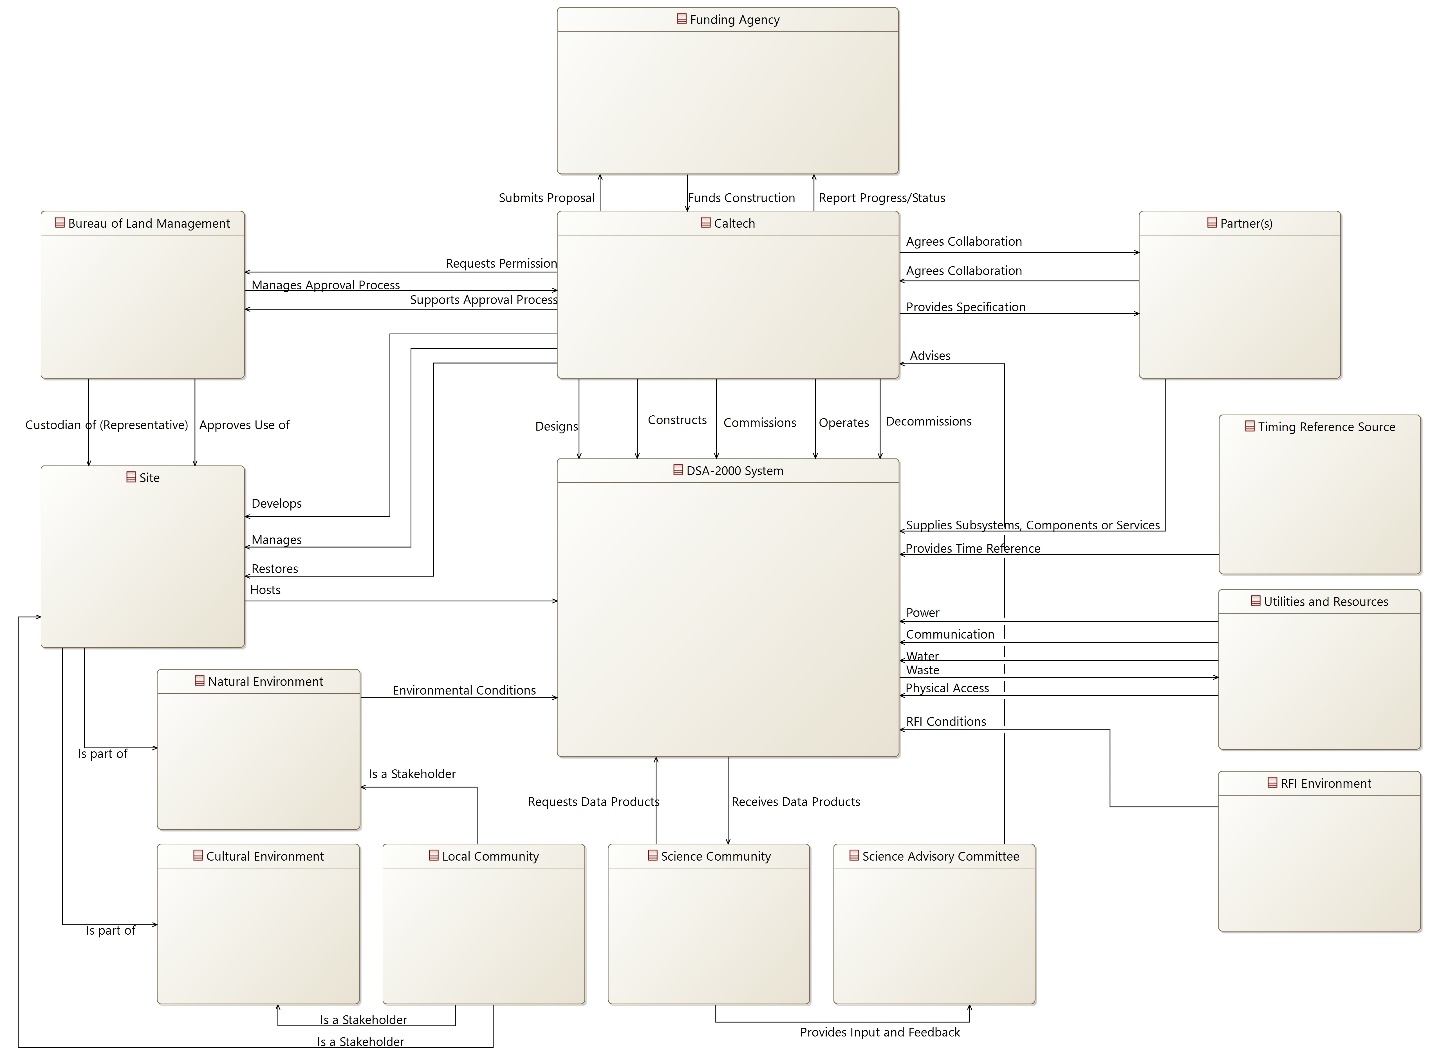 Funding Agency
Submits Proposal
Funds Construction
Report Progress/Status
Bureau of Land Management
Caltech
Partner(s)
Requests Permission
Manages Approval Process
Supports Approval Process
Agrees Collaboration
Agrees Collaboration
Provides Specification
Advises
Custodian of (Representative)
Approves Use of
Designs
Constructs
Commissions
Operates
Decommissions
Timing Reference Source
Site
DSA-2000 System
Develops
Manages
Restores
Hosts
Supplies Subsystems, Components or Services
Provides Time Reference
Utilities and Resources
Power
Communication
Water
Waste
Physical Access
RFI Conditions
Natural Environment
Environmental Conditions
Is part of
Is a Stakeholder
Requests Data Products
Receives Data Products
RFI Environment
Cultural Environment
Local Community
Science Community
Science Advisory Committee
Is part of
Is a Stakeholder
Is a Stakeholder
Provides Input and Feedback